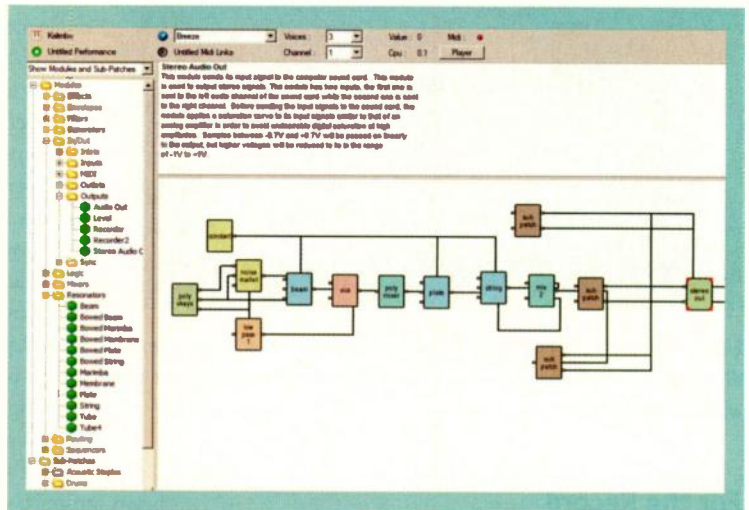 Kalimba
Breeze
Voices: 3
Value: 0
Midi:
Untitled Performance
Untitled Midi Links
Channel: 1
Cpu: 0.1
Player
Show Modules and Sub-Patches
Stereo Audio Out
This module sends its input signal to the computer sound card. This module
is used to output stereo signals. The module has two inputs, the first one is
sent to the left audio channel of the sound card while the second one is sent
to the right channel. Before sending the input signals to the sound card, the
module applies a saturation curve to its input signals similar to that of an
analog amplifier in order to avoid undesirable digital saturation at high
amplitudes. Samples between -0.7V and +0.7V will be passed on linearly
to the output, but higher voltages will be reduced to lie in the range
of -1V to +1V.
Modules
Effects
Envelopes
Filters
Generators
In/Out
Inlets
Inputs
MIDI
Outlets
Outputs
Audio Out
Level
Recorder
Recorder2
Stereo Audio O
Sync
Logic
Mixers
Resonators
Beam
Bowed Beam
Bowed Marimba
Bowed Membrane
Bowed Plate
Bowed String
Marimba
Membrane
Plate
String
Tube
Tube4
Routing
Sequencers
Sub-Patches
Acoustic Staples
Drums
constant
poly vkeys
noise mallet
low pass 1
beam
vca
poly mixer
plate
string
mix 2
sub patch
sub patch
sub patch
stereo out